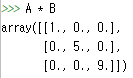 >>> A * B
array([[1., 0., 0.],
       [0., 5., 0.],
       [0., 0., 9.]])